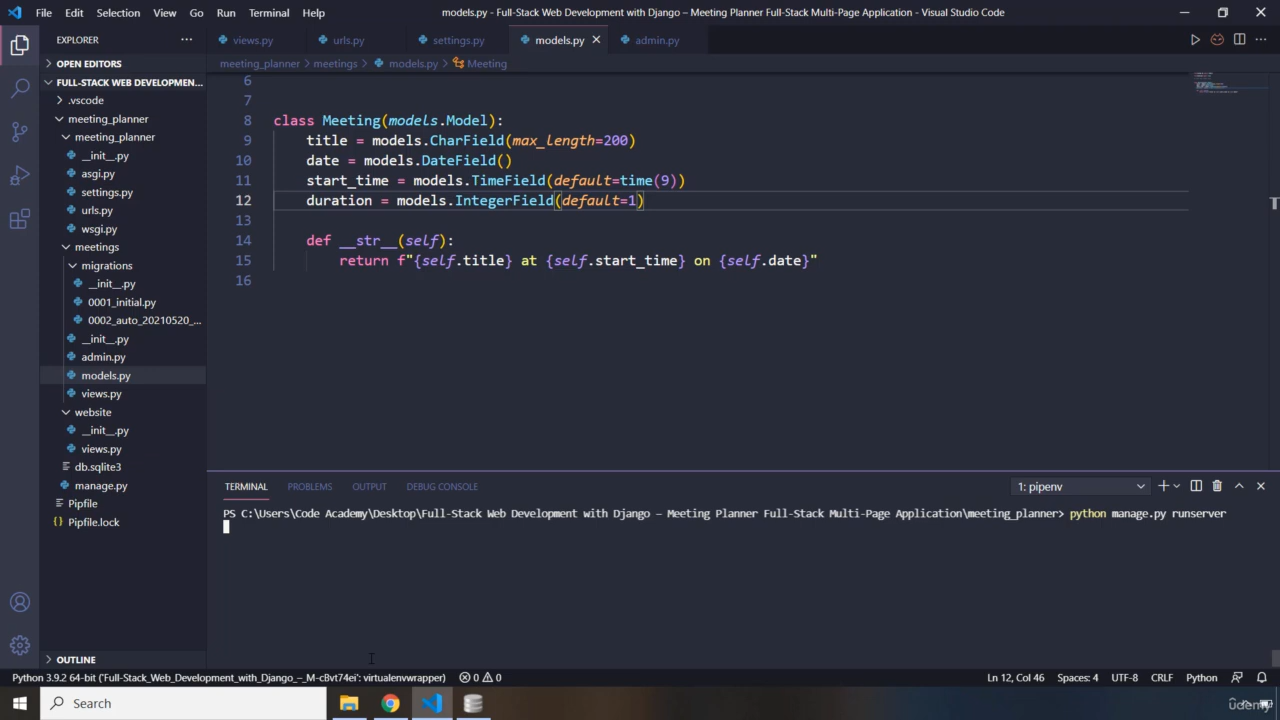 File Edit Selection View Go Run Terminal Help
models.py - Full-Stack Web Development with Django – Meeting Planner Full-Stack Multi-Page Application - Visual Studio Code
EXPLORER
views.py urls.py settings.py models.py admin.py
OPEN EDITORS
FULL-STACK WEB DEVELOPMEN...
.vscode
meeting_planner
meeting_planner
__init__.py
asgi.py
settings.py
urls.py
wsgi.py
meetings
migrations
__init__.py
0001_initial.py
0002_auto_20210520_...
__init__.py
admin.py
models.py
views.py
website
__init__.py
views.py
db.sqlite3
manage.py
Pipfile
Pipfile.lock
OUTLINE
meeting_planner > meetings > models.py > Meeting
6
7
8 class Meeting(models.Model):
9 title = models.CharField(max_length=200)
10 date = models.DateField()
11 start_time = models.TimeField(default=time(9))
12 duration = models.IntegerField(default=1)
13
14 def __str__(self):
15 return f"{self.title} at {self.start_time} on {self.date}"
16
TERMINAL PROBLEMS OUTPUT DEBUG CONSOLE
1: pipenv
PS C:\Users\Code Academy\Desktop\Full-Stack Web Development with Django – Meeting Planner Full-Stack Multi-Page Application\meeting_planner> python manage.py runserver
Python 3.9.2 64-bit ('Full-Stack_Web_Development_with_Django_–_M-c8vt74ei': virtualenvwrapper) 0 0
Ln 12, Col 46 Spaces: 4 UTF-8 CRLF Python
Search
udemy